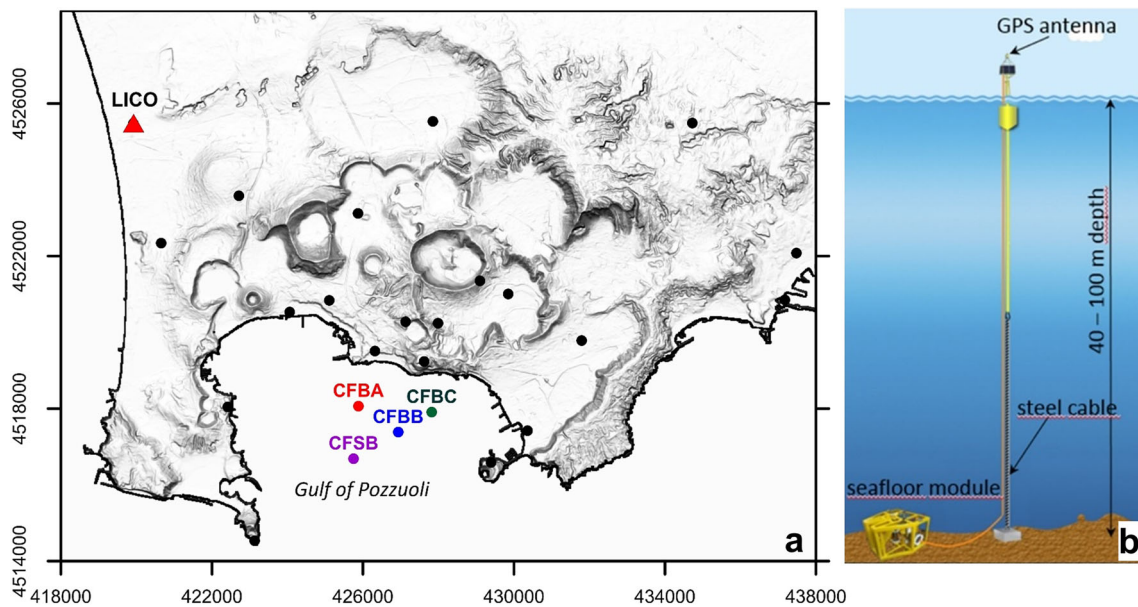 4526000
4522000
4518000
4514000
LICO
CFBA
CFBC
CFBB
CFSB
Gulf of Pozzuoli
a
418000 422000 426000 430000 434000 438000
GPS antenna
40 – 100 m depth
steel cable
seafloor module
b